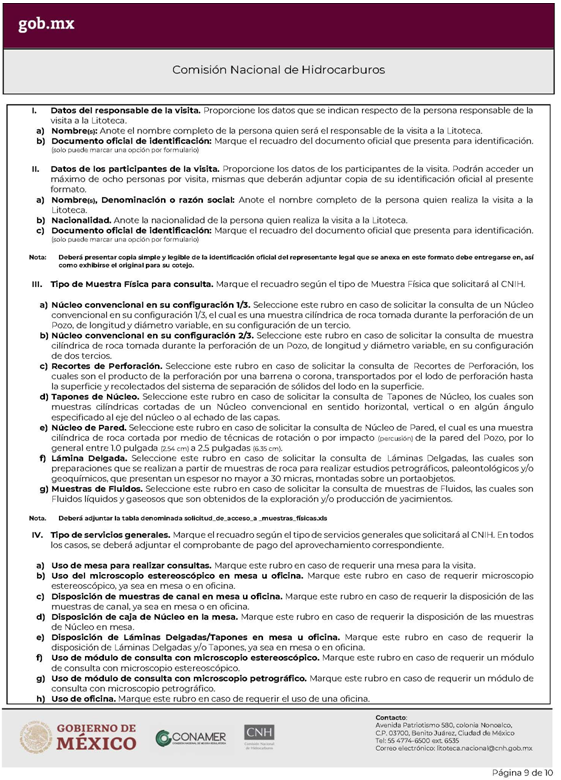 gob.mx
Comisión Nacional de Hidrocarburos
I. Datos del responsable de la visita. Proporcione los datos que se indican respecto de la persona responsable de la
visita a la Litoteca.
a) Nombre(s): Anote el nombre completo de la persona quien será el responsable de la visita a la Litoteca.
b) Documento oficial de identificación: Marque el recuadro del documento oficial que presenta para identificación.
(solo puede marcar una opción por formulario)
II. Datos de los participantes de la visita. Proporcione los datos de los participantes de la visita. Podrán acceder un
máximo de ocho personas por visita, mismas que deberán adjuntar copia de su identificación oficial al presente
formato.
a) Nombre(s), Denominación o razón social: Anote el nombre completo de la persona quien realiza la visita a la
Litoteca.
b) Nacionalidad. Anote la nacionalidad de la persona quien realiza la visita a la Litoteca.
c) Documento oficial de identificación: Marque el recuadro del documento oficial que presenta para identificación.
(solo puede marcar una opción por formulario)
Nota: Deberá presentar copia simple y legible de la identificación oficial del representante legal que se anexa en este formato debe entregarse en, así
como exhibirse el original para su cotejo.
III. Tipo de Muestra Física para consulta. Marque el recuadro según el tipo de Muestra Física que solicitará al CNIH.
a) Núcleo convencional en su configuración 1/3. Seleccione este rubro en caso de solicitar la consulta de un Núcleo
convencional en su configuración 1/3, el cual es una muestra cilíndrica de roca tomada durante la perforación de un
Pozo, de longitud y diámetro variable, en su configuración de un tercio.
b) Núcleo convencional en su configuración 2/3. Seleccione este rubro en caso de solicitar la consulta de muestra
cilíndrica de roca tomada durante la perforación de un Pozo, de longitud y diámetro variable, en su configuración
de dos tercios.
c) Recortes de Perforación. Seleccione este rubro en caso de solicitar la consulta de Recortes de Perforación, los
cuales son el producto de la perforación por una barrena o corona, transportados por el lodo de perforación hasta
la superficie y recolectados del sistema de separación de sólidos del lodo en la superficie.
d) Tapones de Núcleo. Seleccione este rubro en caso de solicitar la consulta de Tapones de Núcleo, los cuales son
muestras cilíndricas cortadas de un Núcleo convencional en sentido horizontal, vertical o en algún ángulo
especificado al eje del núcleo o al echado de las capas.
e) Núcleo de Pared. Seleccione este rubro en caso de solicitar la consulta de Núcleo de Pared, el cual es una muestra
cilíndrica de roca cortada por medio de técnicas de rotación o por impacto (percusión) de la pared del Pozo, por lo
general entre 1.0 pulgada (2.54 cm) a 2.5 pulgadas (6.35 cm).
f) Lámina Delgada. Seleccione este rubro en caso de solicitar la consulta de Láminas Delgadas, las cuales son
preparaciones que se realizan a partir de muestras de roca para realizar estudios petrográficos, paleontológicos y/o
geoquímicos, que presentan un espesor no mayor a 30 micras, montadas sobre un portaobjetos.
g) Muestras de Fluidos. Seleccione este rubro en caso de solicitar la consulta de muestras de Fluidos, las cuales son
Fluidos líquidos y gaseosos que son obtenidos de la exploración y/o producción de yacimientos.
Nota. Deberá adjuntar la tabla denominada solicitud_de_acceso_a _muestras_físicas.xls
IV. Tipo de servicios generales. Marque el recuadro según el tipo de servicios generales que solicitará al CNIH. En todos
los casos, se deberá adjuntar el comprobante de pago del aprovechamiento correspondiente.
a) Uso de mesa para realizar consultas. Marque este rubro en caso de requerir una mesa para la visita.
b) Uso del microscopio estereoscópico en mesa u oficina. Marque este rubro en caso de requerir microscopio
estereoscópico, ya sea en mesa o en oficina.
c) Disposición de muestras de canal en mesa u oficina. Marque este rubro en caso de requerir la disposición de las
muestras de canal, ya sea en mesa o en oficina.
d) Disposición de caja de Núcleo en la mesa. Marque este rubro en caso de requerir la disposición de las muestras
de Núcleo en mesa.
e) Disposición de Láminas Delgadas/Tapones en mesa u oficina. Marque este rubro en caso de requerir la
disposición de Láminas Delgadas y/o Tapones, ya sea en mesa o en oficina.
f) Uso de módulo de consulta con microscopio estereoscópico. Marque este rubro en caso de requerir un módulo
de consulta con microscopio estereoscópico.
g) Uso de módulo de consulta con microscopio petrográfico. Marque este rubro en caso de requerir un módulo de
consulta con microscopio petrográfico.
h) Uso de oficina. Marque este rubro en caso de requerir el uso de una oficina.
GOBIERNO DE
MÉXICO
CONAMER
CNH
Comisión Nacional
de Hidrocarburos
Contacto:
Avenida Patriotismo 580, colonia Nonoalco,
C.P. 03700, Benito Juárez, Ciudad de México
Tel: 55 4774-6500 ext. 6535
Correo electrónico: litoteca.nacional@cnh.gob.mx
Página 9 de 10